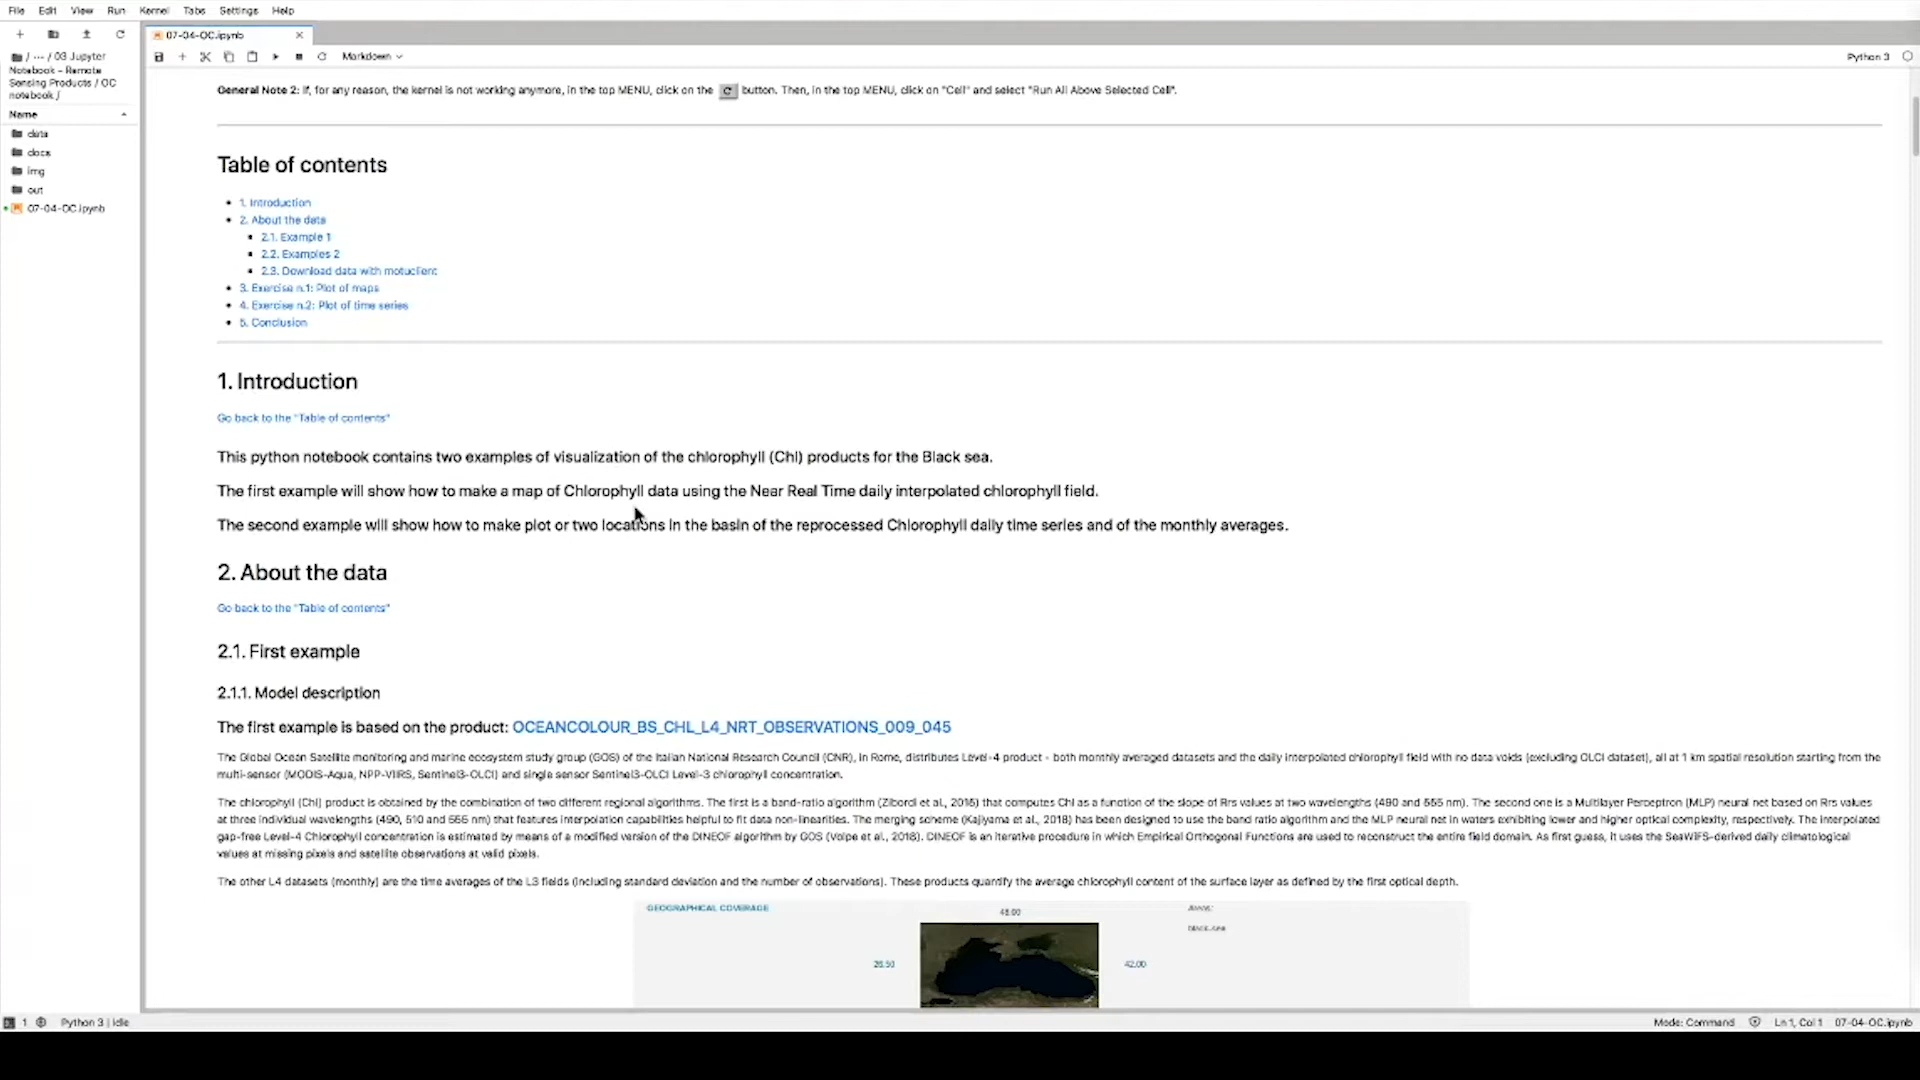 File Edit View Run Kernel Tabs Settings Help
07-04-OC.ipynb
/ ··· / 03 Jupyter
Notebook - Remote
Sensing Products / OC
notebook /
Markdown
Python 3
Name
data
docs
img
out
07-04-OC.ipynb
General Note 2: If, for any reason, the kernel is not working anymore, in the top MENU, click on the button. Then, in the top MENU, click on "Cell" and select "Run All Above Selected Cell".
Table of contents
1. Introduction
2. About the data
2.1. Example 1
2.2. Examples 2
2.3. Download data with motuclient
3. Exercise n.1: Plot of maps
4. Exercise n.2: Plot of time series
5. Conclusion
1. Introduction
Go back to the "Table of contents"
This python notebook contains two examples of visualization of the chlorophyll (Chl) products for the Black sea.
The first example will show how to make a map of Chlorophyll data using the Near Real Time daily interpolated chlorophyll field.
The second example will show how to make plot or two locations in the basin of the reprocessed Chlorophyll daily time series and of the monthly averages.
2. About the data
Go back to the "Table of contents"
2.1. First example
2.1.1. Model description
The first example is based on the product: OCEANCOLOUR_BS_CHL_L4_NRT_OBSERVATIONS_009_045
The Global Ocean Satellite monitoring and marine ecosystem study group (GOS) of the Italian National Research Council (CNR), in Rome, distributes Level-4 product - both monthly averaged datasets and the daily interpolated chlorophyll field with no data voids (excluding OLCI dataset), all at 1 km spatial resolution starting from the
multi-sensor (MODIS-Aqua, NPP-VIIRS, Sentinel3-OLCI) and single sensor Sentinel3-OLCI Level-3 chlorophyll concentration.
The chlorophyll (Chl) product is obtained by the combination of two different regional algorithms. The first is a band-ratio algorithm (Zibordi et al., 2015) that computes Chl as a function of the slope of Rrs values at two wavelengths (490 and 555 nm). The second one is a Multilayer Perceptron (MLP) neural net based on Rrs values
at three individual wavelengths (490, 510 and 555 nm) that features interpolation capabilities helpful to fit data non-linearities. The merging scheme (Kajiyama et al., 2018) has been designed to use the band ratio algorithm and the MLP neural net in waters exhibiting lower and higher optical complexity, respectively. The interpolated
gap-free Level-4 Chlorophyll concentration is estimated by means of a modified version of the DINEOF algorithm by GOS (Volpe et al., 2018). DINEOF is an iterative procedure in which Empirical Orthogonal Functions are used to reconstruct the entire field domain. As first guess, it uses the SeaWiFS-derived daily climatological
values at missing pixels and satellite observations at valid pixels.
The other L4 datasets (monthly) are the time averages of the L3 fields (including standard deviation and the number of observations). These products quantify the average chlorophyll content of the surface layer as defined by the first optical depth.
GEOGRAPHICAL COVERAGE
48.00
Areas:
black-sea
26.50
42.00
1 Python 3 | Idle
Mode: Command Ln 1, Col 1 07-04-OC.ipynb